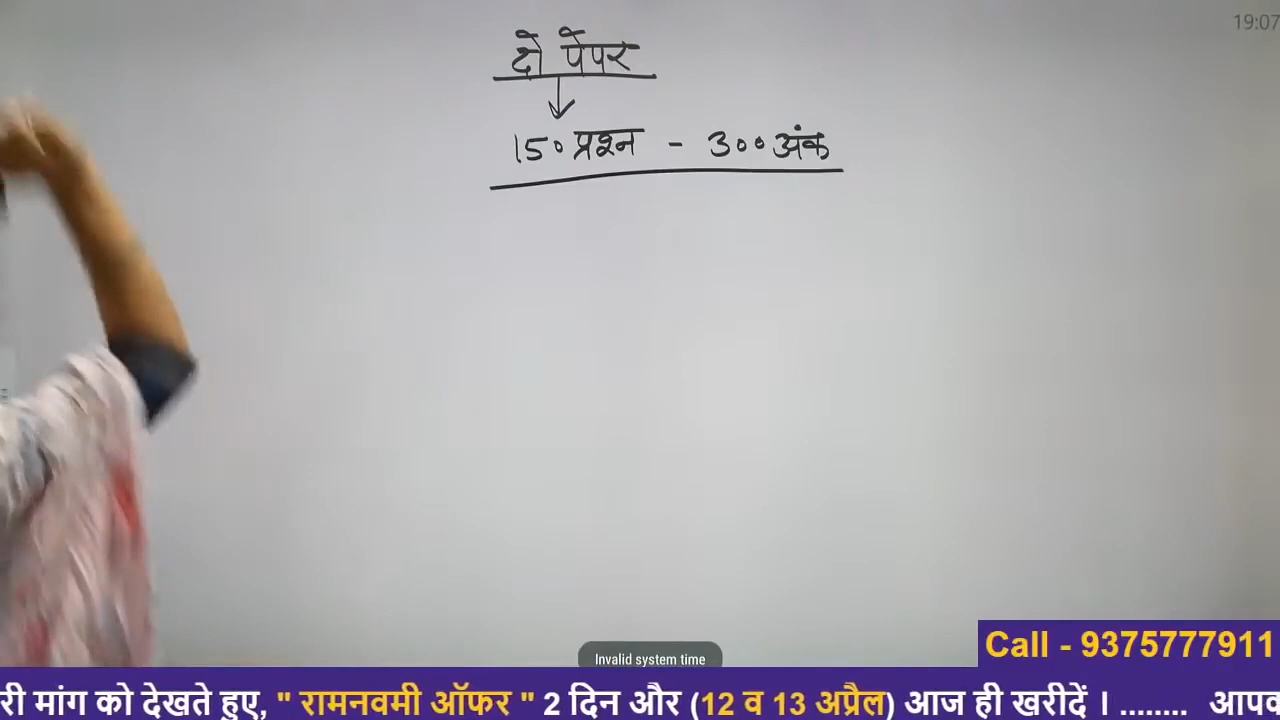 19:07
दो पेपर
150 प्रश्न - 300 अंक
Invalid system time
Call - 9375777911
री मांग को देखते हुए, " रामनवमी ऑफर " 2 दिन और (12 व 13 अप्रैल) आज ही खरीदें । ........ आपक